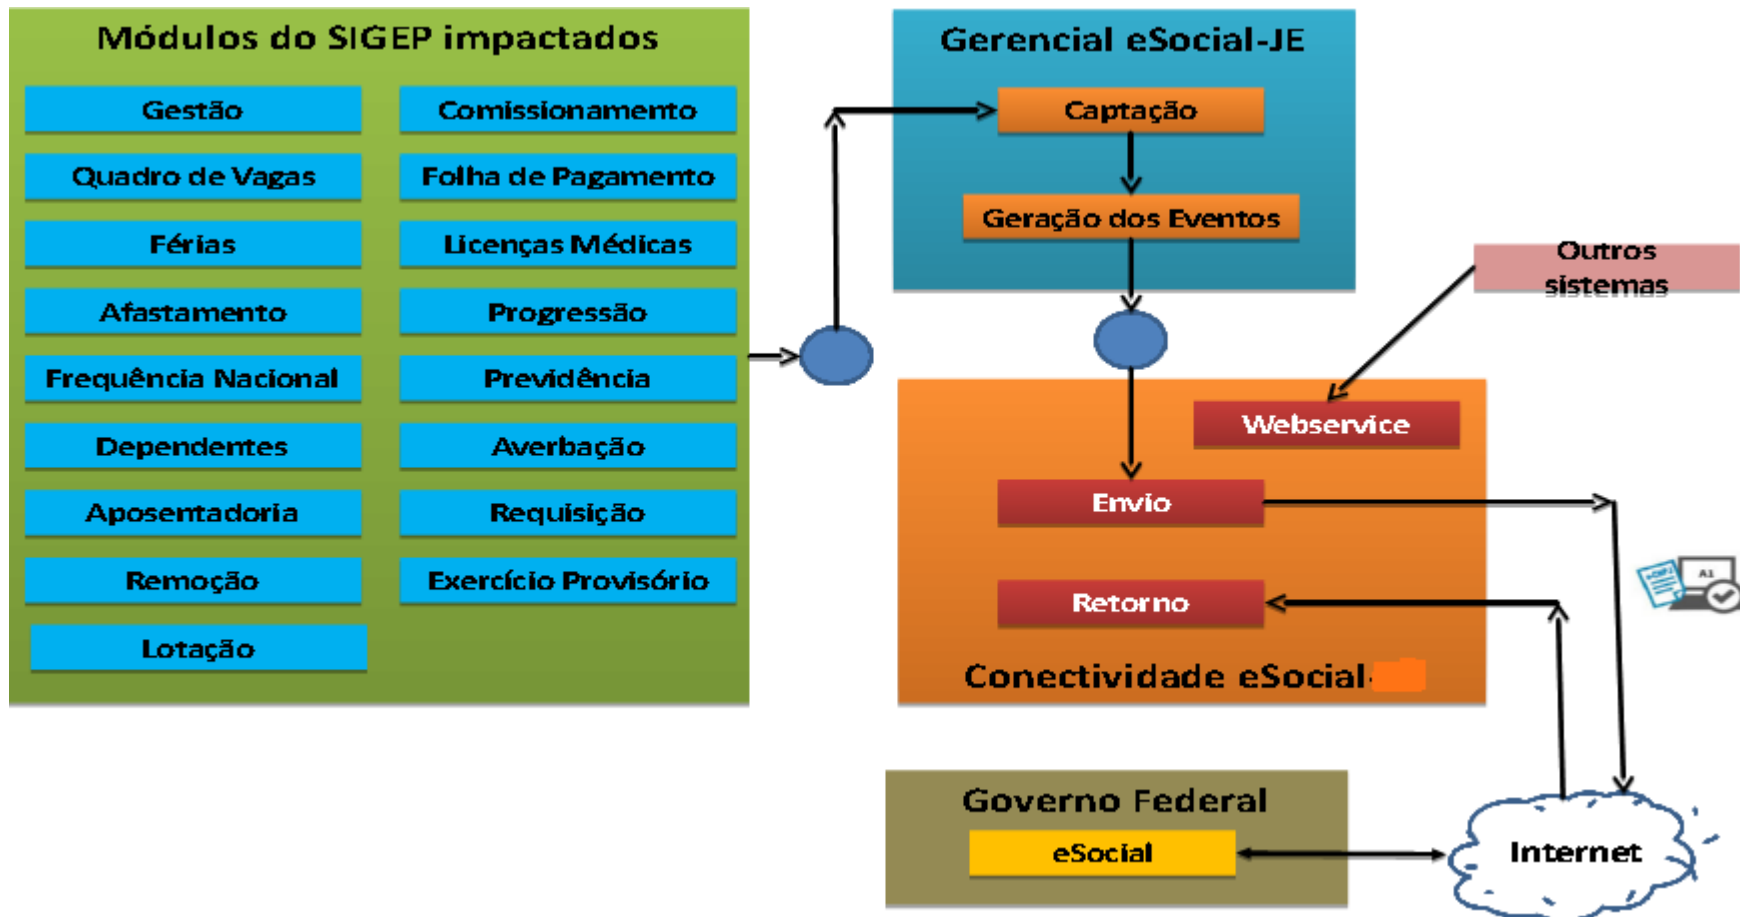 Módulos do SIGEP impactados
Gestão
Comissionamento
Quadro de Vagas
Folha de Pagamento
Férias
Licenças Médicas
Afastamento
Progressão
Frequência Nacional
Previdência
Dependentes
Averbação
Aposentadoria
Requisição
Remoção
Exercício Provisório
Lotação
Gerencial eSocial-JE
Captação
Geração dos Eventos
Outros
sistemas
Webservice
Envio
Retorno
Conectividade eSocial-
A1
Governo Federal
eSocial
Internet